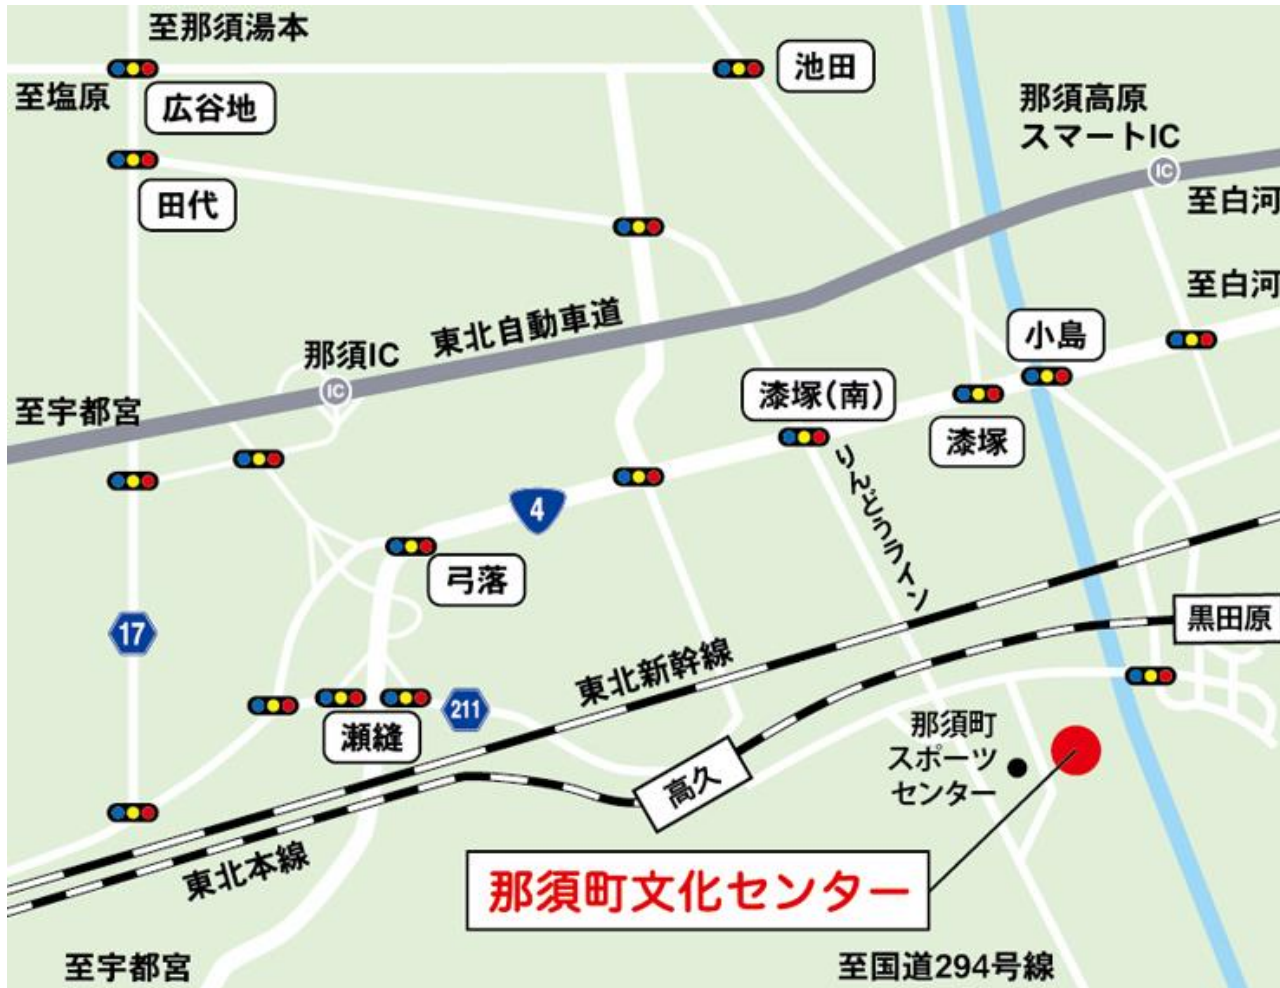 至那須湯本
池田
至塩原
広谷地
那須高原
スマートIC
IC
田代
至白河
至白河
東北自動車道
小島
那須IC
IC
至宇都宮
漆塚(南)
漆塚
りんどうライン
4
弓落
17
黒田原
東北新幹線
211
瀬縫
那須町
スポーツ
センター
高久
東北本線
那須町文化センター
至宇都宮
至国道294号線